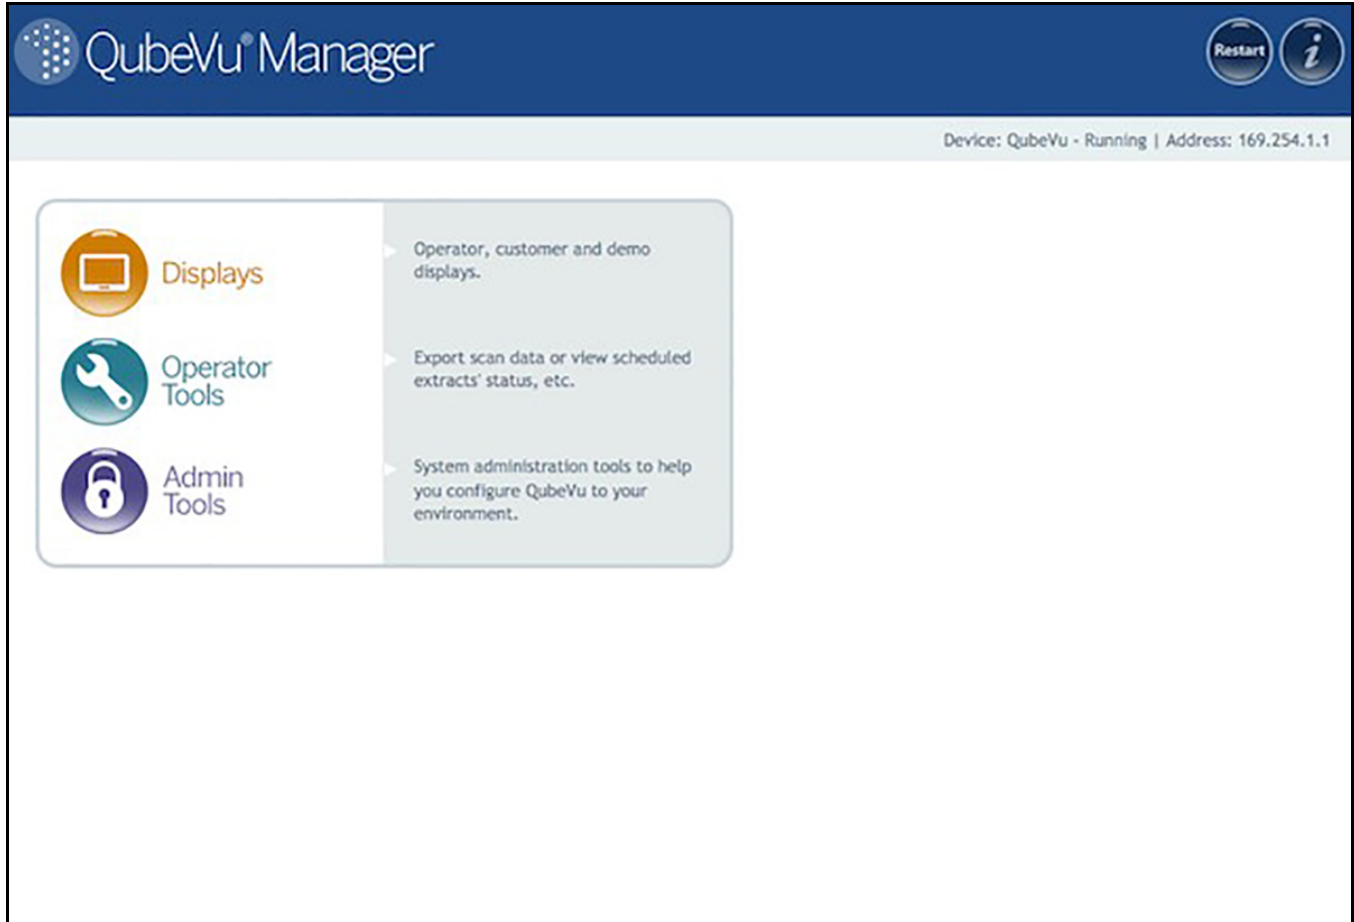 QubeVu® Manager
Restart
i
Device: QubeVu - Running | Address: 169.254.1.1
Displays
Operator, customer and demo
displays.
Operator
Tools
Export scan data or view scheduled
extracts' status, etc.
Admin
Tools
System administration tools to help
you configure QubeVu to your
environment.